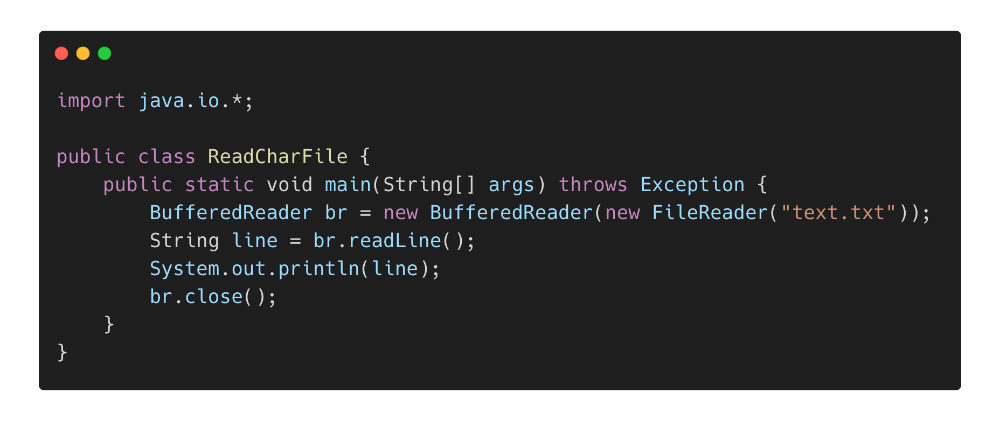 import java.io.*;

public class ReadCharFile {
    public static void main(String[] args) throws Exception {
        BufferedReader br = new BufferedReader(new FileReader("text.txt"));
        String line = br.readLine();
        System.out.println(line);
        br.close();
    }
}